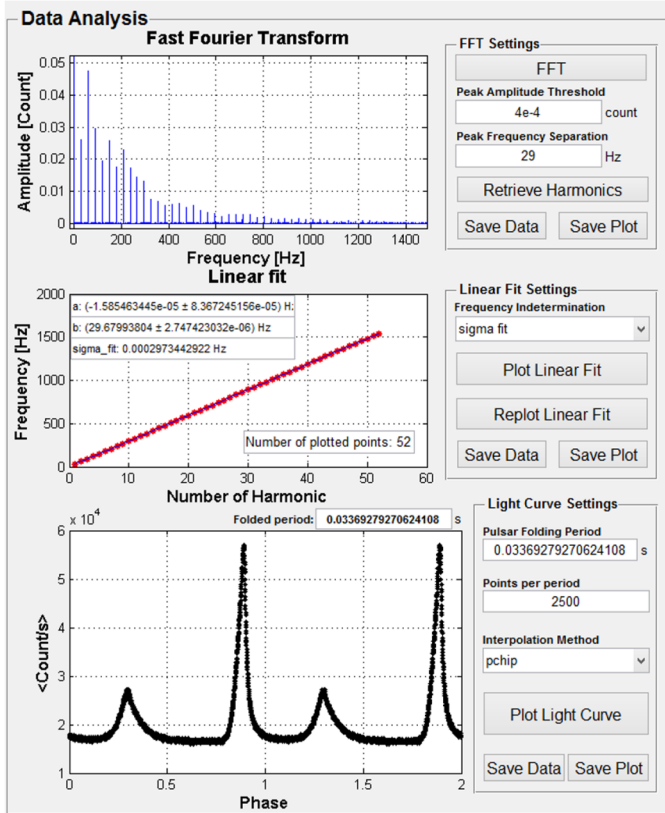 Data Analysis
Fast Fourier Transform
0.05
0.04
0.03
0.02
0.01
0
Amplitude [Count]
0 200 400 600 800 1000 1200 1400
Frequency [Hz]
FFT Settings
FFT
Peak Amplitude Threshold
4e-4 count
Peak Frequency Separation
29 Hz
Retrieve Harmonics
Save Data Save Plot
Linear fit
2000
1500
1000
500
0
Frequency [Hz]
a: (-1.585463445e-05 ± 8.367245156e-05) H:
b: (29.67993804 ± 2.747423032e-06) Hz
sigma_fit: 0.0002973442922 Hz
Number of plotted points: 52
0 10 20 30 40 50 60
Number of Harmonic
Linear Fit Settings
Frequency Indetermination
sigma fit
Plot Linear Fit
Replot Linear Fit
Save Data Save Plot
x 10^4
Folded period: 0.03369279270624108 s
6
5
4
3
2
1
<Count/s>
0 0.5 1 1.5 2
Phase
Light Curve Settings
Pulsar Folding Period
0.03369279270624108 s
Points per period
2500
Interpolation Method
pchip
Plot Light Curve
Save Data Save Plot